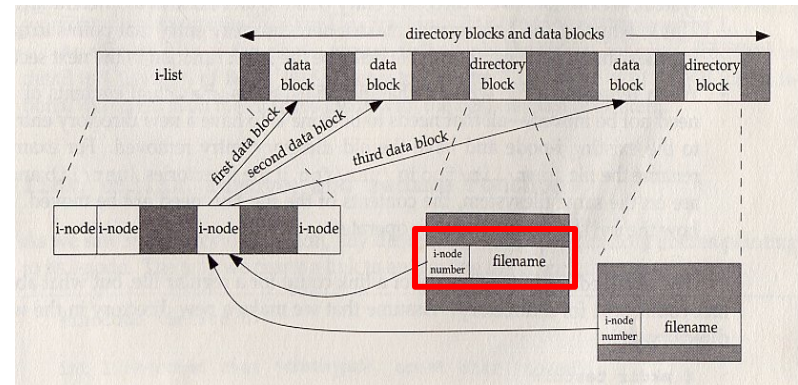 directory blocks and data blocks
i-list
data
block
data
block
directory
block
data
block
directory
block
first data block
second data block
third data block
i-node
i-node
i-node
i-node
i-node
number
filename
i-node
number
filename